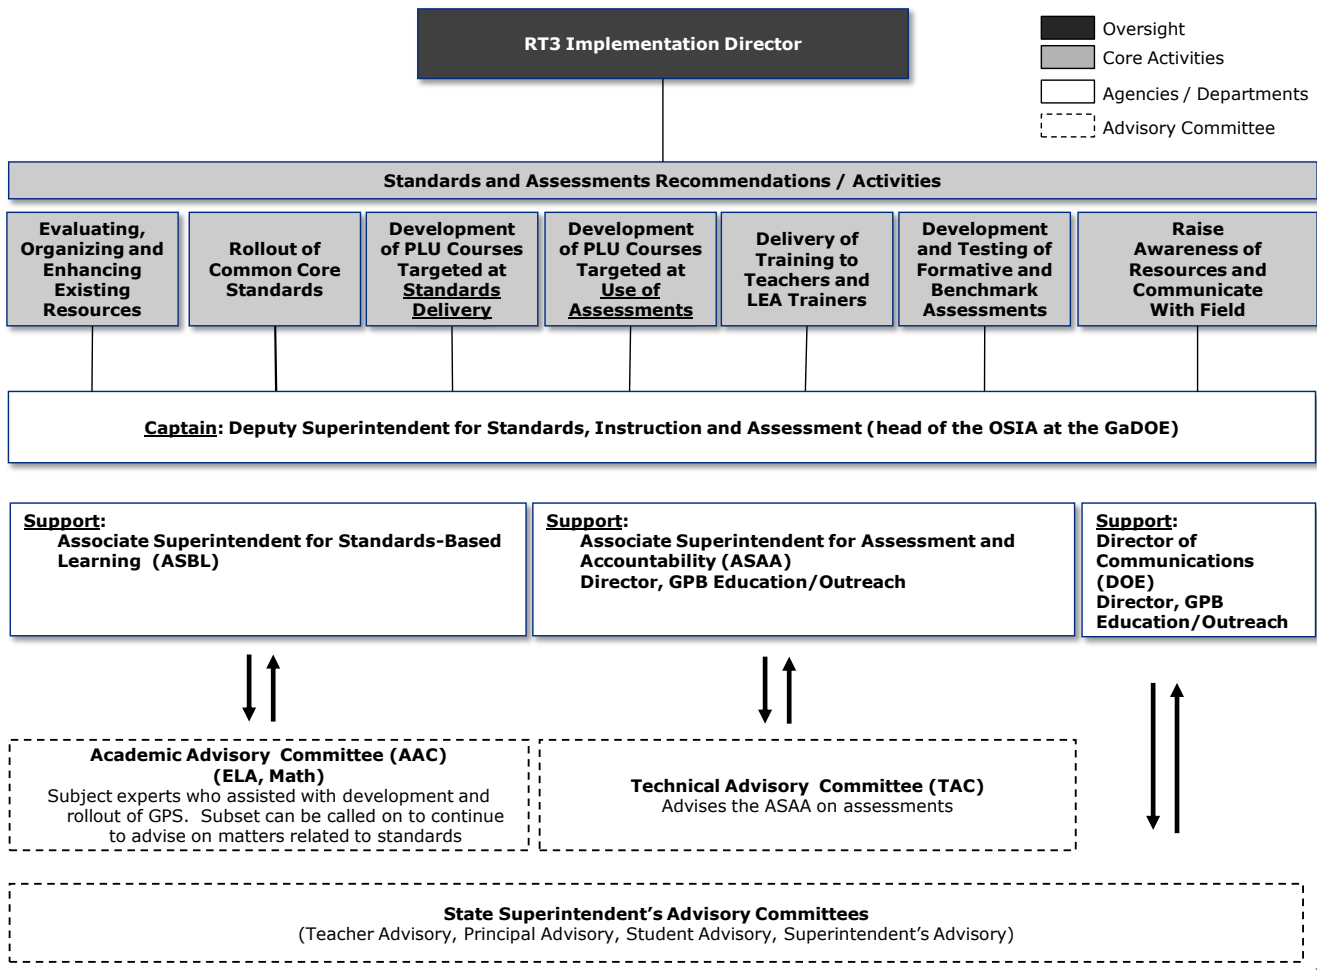 RT3 Implementation Director
Oversight
Core Activities
Agencies / Departments
Advisory Committee
Standards and Assessments Recommendations / Activities
Evaluating,
Organizing and
Enhancing
Existing
Resources
Rollout of
Common Core
Standards
Development
of PLU Courses
Targeted at
Standards
Delivery
Development
of PLU Courses
Targeted at
Use of
Assessments
Delivery of
Training to
Teachers and
LEA Trainers
Development
and Testing of
Formative and
Benchmark
Assessments
Raise
Awareness of
Resources and
Communicate
With Field
Captain: Deputy Superintendent for Standards, Instruction and Assessment (head of the OSIA at the GaDOE)
Support:
Associate Superintendent for Standards-Based
Learning (ASBL)
Support:
Associate Superintendent for Assessment and
Accountability (ASAA)
Director, GPB Education/Outreach
Support:
Director of
Communications
(DOE)
Director, GPB
Education/Outreach
Academic Advisory Committee (AAC)
(ELA, Math)
Subject experts who assisted with development and
rollout of GPS. Subset can be called on to continue
to advise on matters related to standards
Technical Advisory Committee (TAC)
Advises the ASAA on assessments
State Superintendent’s Advisory Committees
(Teacher Advisory, Principal Advisory, Student Advisory, Superintendent’s Advisory)